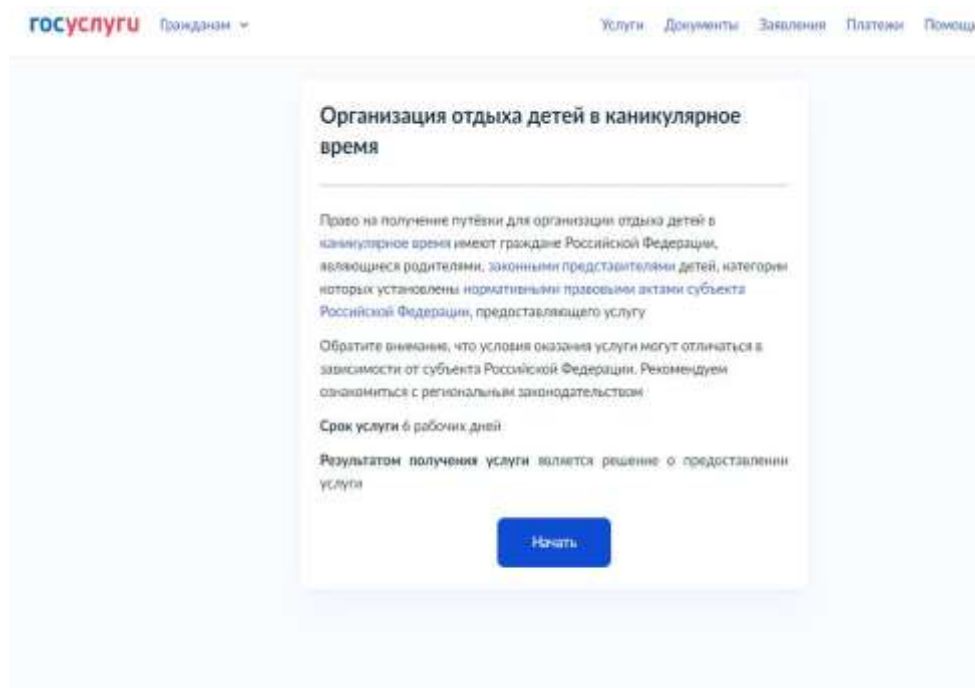 госуслуги Гражданам Услуги Документы Заявления Платежи Помощь
Организация отдыха детей в каникулярное
время
Право на получение путёвки для организации отдыха детей в
каникулярное время имеют граждане Российской Федерации,
являющиеся родителями, законными представителями детей, категории
которых установлены нормативными правовыми актами субъекта
Российской Федерации, предоставляющего услугу
Обратите внимание, что условия оказания услуги могут отличаться в
зависимости от субъекта Российской Федерации. Рекомендуем
ознакомиться с региональным законодательством
Срок услуги 6 рабочих дней
Результатом получения услуги является решение о предоставлении
услуги
Начать